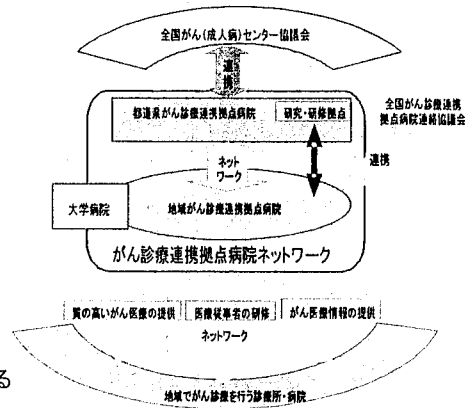 全国がん(成人病)センター協議会
連携
都道県がん診療連携拠点病院
研究・研修拠点
全国がん診療連携
拠点病院連絡協議会
ネット
ワーク
連携
大学病院
地域がん診療連携拠点病院
がん診療連携拠点病院ネットワーク
質の高いがん医療の提供
医療従事者の研修
がん医療情報の提供
ネットワーク
る
地域でがん診療を行う診療所・病院